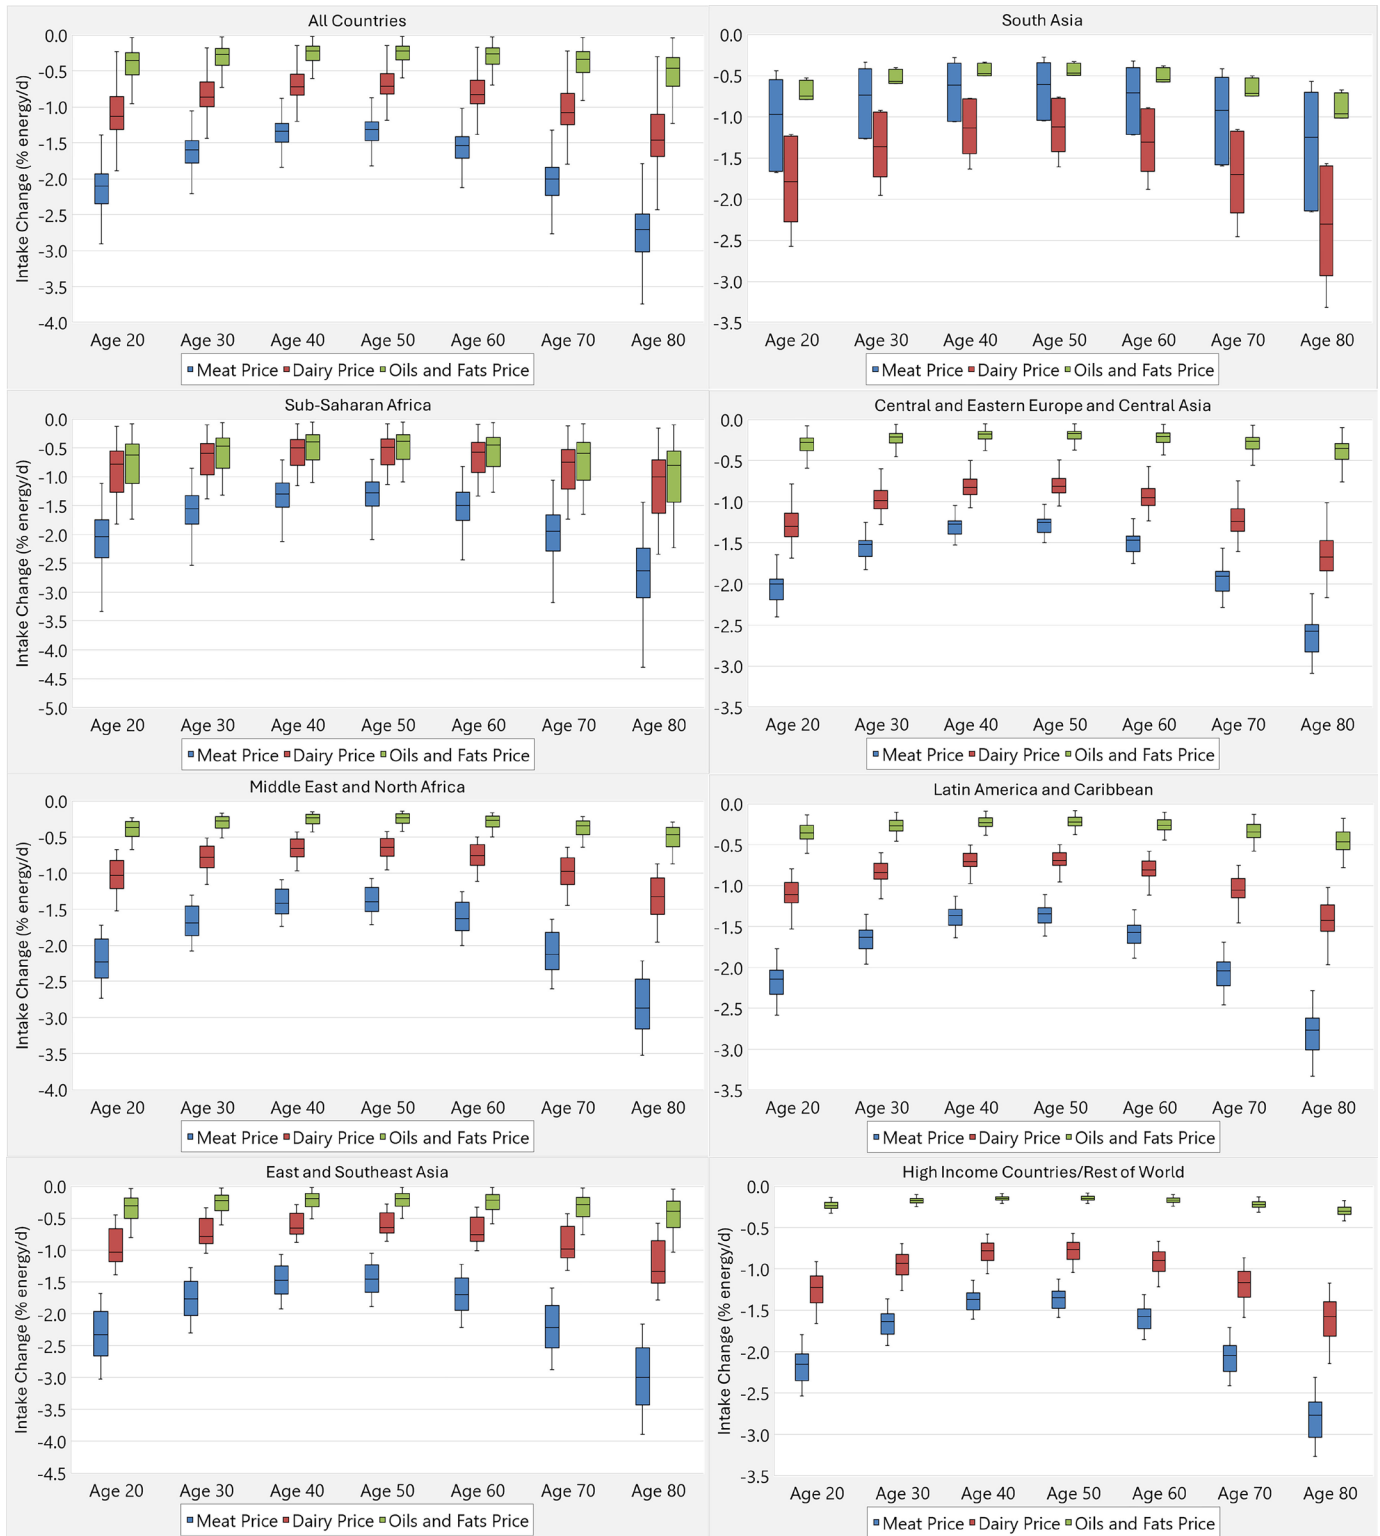 All Countries
Intake Change (% energy/d)
0.0
-0.5
-1.0
-1.5
-2.0
-2.5
-3.0
-3.5
-4.0
Age 20 Age 30 Age 40 Age 50 Age 60 Age 70 Age 80
Meat Price Dairy Price Oils and Fats Price
South Asia
0.0
-0.5
-1.0
-1.5
-2.0
-2.5
-3.0
-3.5
Age 20 Age 30 Age 40 Age 50 Age 60 Age 70 Age 80
Meat Price Dairy Price Oils and Fats Price
Sub-Saharan Africa
Intake Change (% energy/d)
0.0
-0.5
-1.0
-1.5
-2.0
-2.5
-3.0
-3.5
-4.0
-4.5
-5.0
Age 20 Age 30 Age 40 Age 50 Age 60 Age 70 Age 80
Meat Price Dairy Price Oils and Fats Price
Central and Eastern Europe and Central Asia
0.0
-0.5
-1.0
-1.5
-2.0
-2.5
-3.0
-3.5
Age 20 Age 30 Age 40 Age 50 Age 60 Age 70 Age 80
Meat Price Dairy Price Oils and Fats Price
Middle East and North Africa
Intake Change (% energy/d)
0.0
-0.5
-1.0
-1.5
-2.0
-2.5
-3.0
-3.5
-4.0
Age 20 Age 30 Age 40 Age 50 Age 60 Age 70 Age 80
Meat Price Dairy Price Oils and Fats Price
Latin America and Caribbean
0.0
-0.5
-1.0
-1.5
-2.0
-2.5
-3.0
-3.5
Age 20 Age 30 Age 40 Age 50 Age 60 Age 70 Age 80
Meat Price Dairy Price Oils and Fats Price
East and Southeast Asia
Intake Change (% energy/d)
0.0
-0.5
-1.0
-1.5
-2.0
-2.5
-3.0
-3.5
-4.0
-4.5
Age 20 Age 30 Age 40 Age 50 Age 60 Age 70 Age 80
Meat Price Dairy Price Oils and Fats Price
High Income Countries/Rest of World
Intake Change (% energy/d)
0.0
-0.5
-1.0
-1.5
-2.0
-2.5
-3.0
-3.5
Age 20 Age 30 Age 40 Age 50 Age 60 Age 70 Age 80
Meat Price Dairy Price Oils and Fats Price